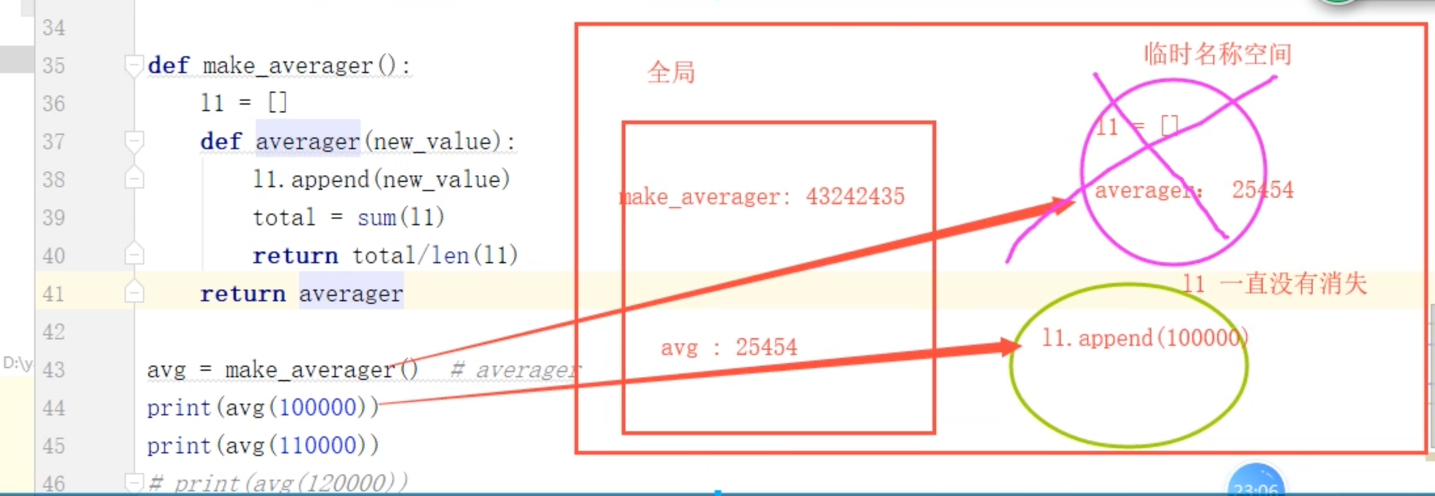 34
35 def make_averager():
36 l1 = []
37 def averager(new_value):
38 l1.append(new_value)
39 total = sum(l1)
40 return total/len(l1)
41 return averager
42
D:\y
43 avg = make_averager() # averager
44 print(avg(100000))
45 print(avg(110000))
46 # print(avg(120000))
全局
make_averager: 43242435
avg : 25454
临时名称空间
l1 = []
averager: 25454
l1 一直没有消失
l1.append(100000)
23:06